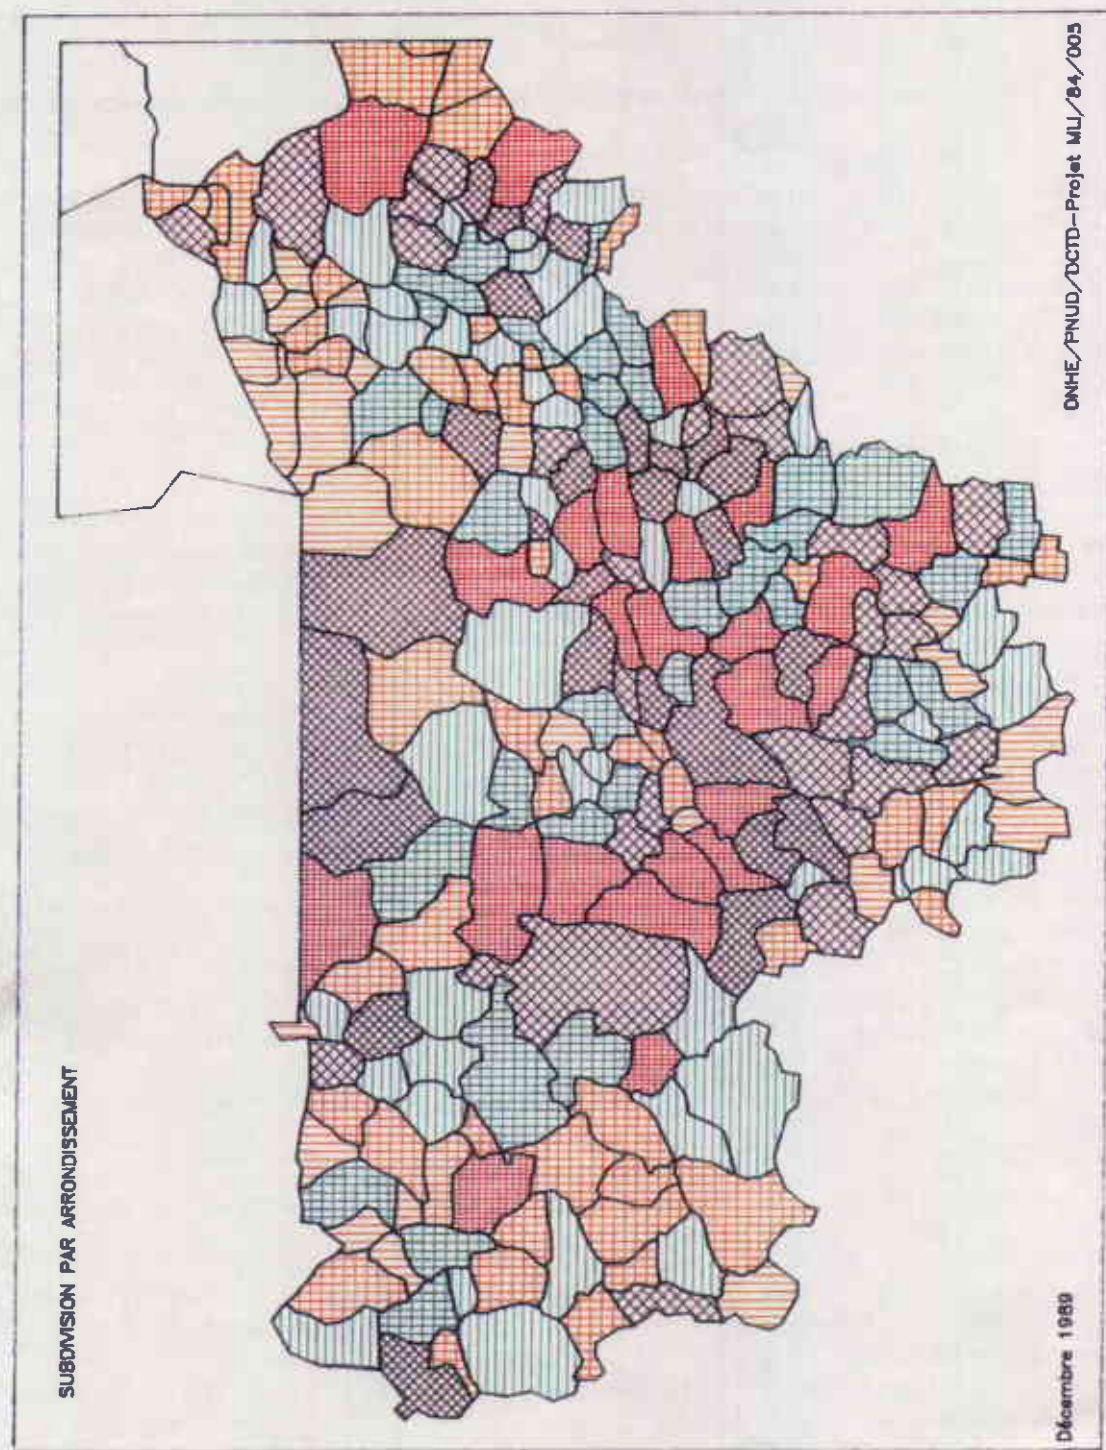 SUBDIVISION PAR ARRONDISSEMENT
Décembre 1989
DNHE/PNUD/DCTD-Projet MLI/84/005